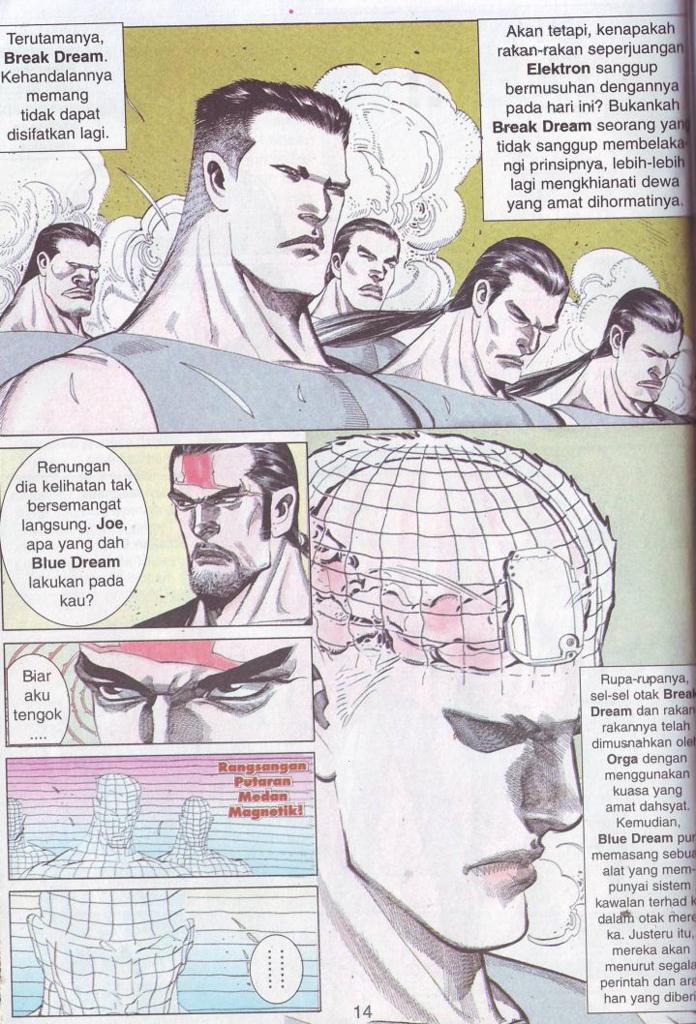 Terutamanya,
Break Dream.
Kehandalannya
memang
tidak dapat
disifatkan lagi.
Akan tetapi, kenapakah
rakan-rakan seperjuangan
Elektron sanggup
bermusuhan dengannya
pada hari ini? Bukankah
Break Dream seorang yang
tidak sanggup membelaka
ngi prinsipnya, lebih-lebih
lagi mengkhianati dewa
yang amat dihormatinya.
Renungan
dia kelihatan tak
bersemangat
langsung. Joe,
apa yang dah
Blue Dream
lakukan pada
kau?
Biar
aku
tengok
....
Rangsangan
Putaran
Medan
Magnetik!
Rupa-rupanya,
sel-sel otak Break
Dream dan rakan
rakannya telah
dimusnahkan oleh
Orga dengan
menggunakan
kuasa yang
amat dahsyat.
Kemudian,
Blue Dream pun
memasang sebua
alat yang mem-
punyai sistem
kawalan terhad k
dalam otak mere
ka. Justeru itu,
mereka akan
menurut segala
perintah dan ara
han yang diberi
14